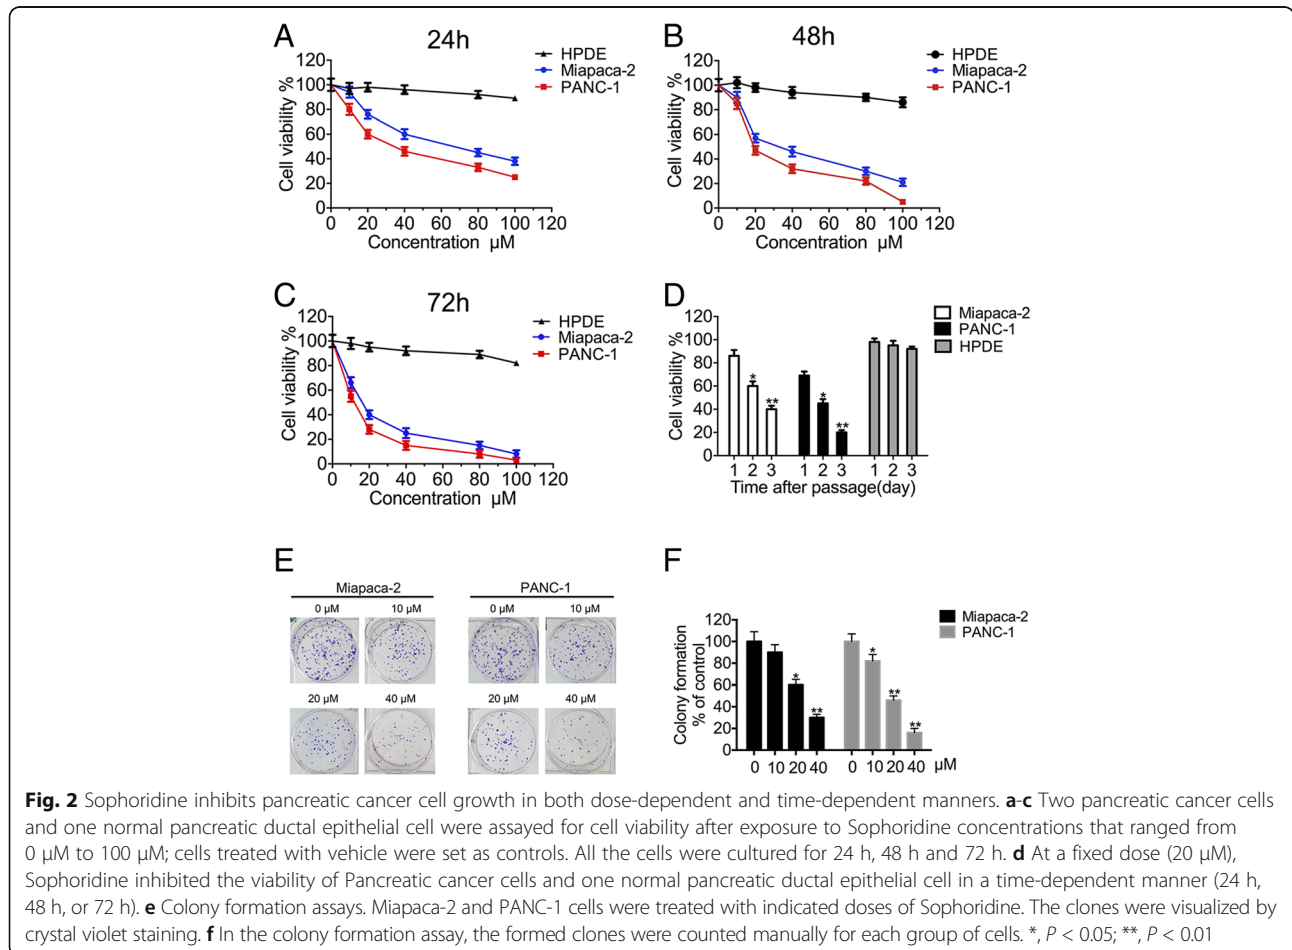 A
24h
HPDE
Miapaca-2
PANC-1
Cell viability %
120
100
80
60
40
20
0
0 20 40 60 80 100 120
Concentration µM
B
48h
HPDE
Miapaca-2
PANC-1
Cell viability %
120
100
80
60
40
20
0
0 20 40 60 80 100 120
Concentration µM
C
72h
HPDE
Miapaca-2
PANC-1
Cell viability %
120
100
80
60
40
20
0
0 20 40 60 80 100 120
Concentration µM
D
Miapaca-2
PANC-1
HPDE
Cell viability %
120
100
80
60
40
20
0
* ** * **
1 2 3 1 2 3 1 2 3
Time after passage(day)
E
Miapaca-2 PANC-1
0 µM 10 µM 0 µM 10 µM
20 µM 40 µM 20 µM 40 µM
F
Miapaca-2
PANC-1
Colony formation
% of control
120
100
80
60
40
20
0
* ** * ** **
0 10 20 40 0 10 20 40 µM
Fig. 2 Sophoridine inhibits pancreatic cancer cell growth in both dose-dependent and time-dependent manners. a-c Two pancreatic cancer cells
and one normal pancreatic ductal epithelial cell were assayed for cell viability after exposure to Sophoridine concentrations that ranged from
0 µM to 100 µM; cells treated with vehicle were set as controls. All the cells were cultured for 24 h, 48 h and 72 h. d At a fixed dose (20 µM),
Sophoridine inhibited the viability of Pancreatic cancer cells and one normal pancreatic ductal epithelial cell in a time-dependent manner (24 h,
48 h, or 72 h). e Colony formation assays. Miapaca-2 and PANC-1 cells were treated with indicated doses of Sophoridine. The clones were visualized by
crystal violet staining. f In the colony formation assay, the formed clones were counted manually for each group of cells. *, P < 0.05; **, P < 0.01